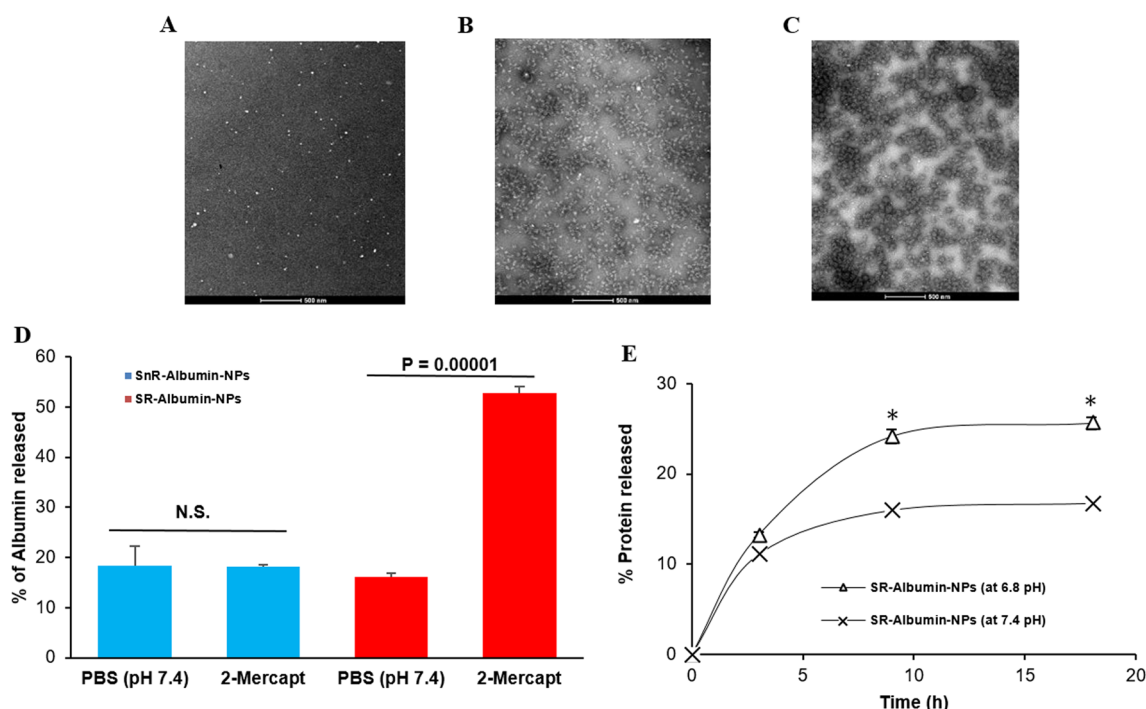 A
B
C
500 nm
500 nm
500 nm
D
% of Albumin released
60
50
40
30
20
10
0
SnR-Albumin-NPs
SR-Albumin-NPs
P = 0.00001
N.S.
PBS (pH 7.4)
2-Mercapt
PBS (pH 7.4)
2-Mercapt
E
% Protein released
30
20
10
0
*
*
SR-Albumin-NPs (at 6.8 pH)
SR-Albumin-NPs (at 7.4 pH)
0
5
10
15
20
Time (h)